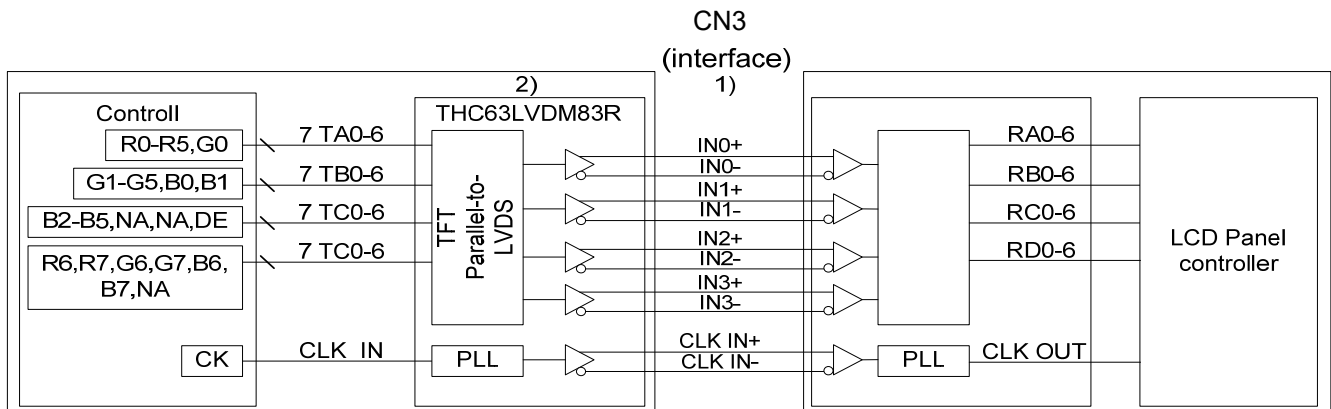 CN3
(interface)
2)
1)
Controll
THC63LVDM83R
R0-R5,G0
7 TA0-6
G1-G5,B0,B1
7 TB0-6
B2-B5,NA,NA,DE
7 TC0-6
R6,R7,G6,G7,B6,
B7,NA
7 TC0-6
CK
CLK IN
TFT
Parallel-to-
LVDS
PLL
IN0+
IN0-
IN1+
IN1-
IN2+
IN2-
IN3+
IN3-
CLK IN+
CLK IN-
PLL
RA0-6
RB0-6
RC0-6
RD0-6
CLK OUT
LCD Panel
controller